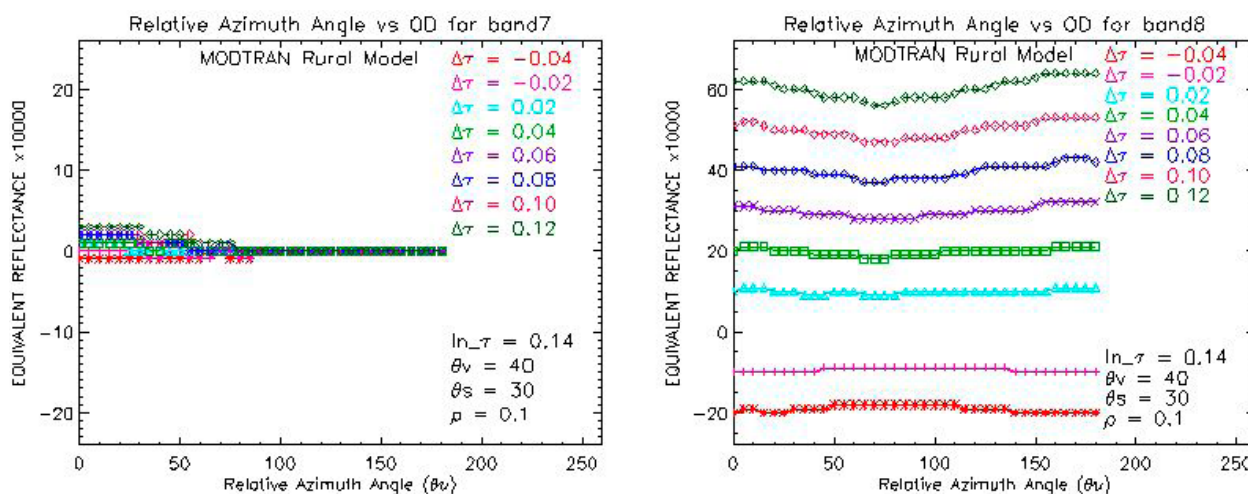 Relative Azimuth Angle vs OD for band7
MODTRAN Rural Model
Δτ = −0.04
Δτ = −0.02
Δτ = 0.02
Δτ = 0.04
Δτ = 0.06
Δτ = 0.08
Δτ = 0.10
Δτ = 0.12
In_τ = 0.14
θv = 40
θs = 30
ρ = 0.1
EQUIVALENT REFLECTANCE x10000
20
10
0
−10
−20
0 50 100 150 200 250
Relative Azimuth Angle (θν)
Relative Azimuth Angle vs OD for band8
MODTRAN Rural Model
Δτ = −0.04
Δτ = −0.02
Δτ = 0.02
Δτ = 0.04
Δτ = 0.06
Δτ = 0.08
Δτ = 0.10
Δτ = 0.12
In_τ = 0.14
θv = 40
θs = 30
ρ = 0.1
EQUIVALENT REFLECTANCE x10000
60
40
20
0
−20
0 50 100 150 200 250
Relative Azimuth Angle (θν)